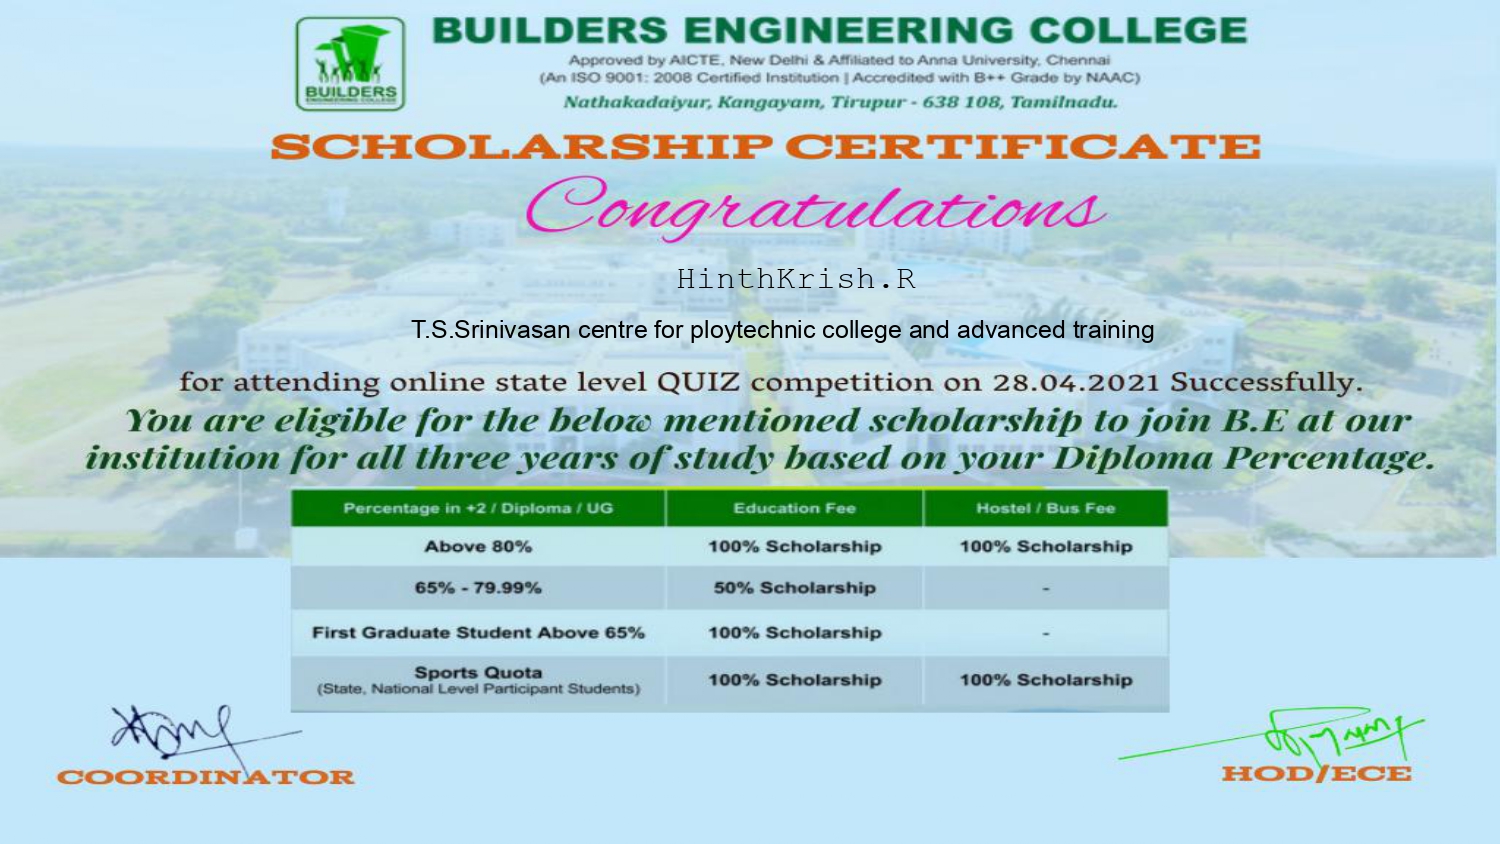 BUILDERS ENGINEERING COLLEGE
Approved by AICTE, New Delhi & Affiliated to Anna University, Chennai
(An ISO 9001: 2008 Certified Institution | Accredited with B++ Grade by NAAC)
Nathakadaiyur, Kangayam, Tirupur - 638 108, Tamilnadu.
BUILDERS
ENGINEERING COLLEGE
SCHOLARSHIP CERTIFICATE
Congratulations
HinthKrish.R
T.S.Srinivasan centre for ploytechnic college and advanced training
for attending online state level QUIZ competition on 28.04.2021 Successfully.
You are eligible for the below mentioned scholarship to join B.E at our
institution for all three years of study based on your Diploma Percentage.
Percentage in +2 / Diploma / UG Education Fee Hostel / Bus Fee
Above 80% 100% Scholarship 100% Scholarship
65% - 79.99% 50% Scholarship -
First Graduate Student Above 65% 100% Scholarship -
Sports Quota 100% Scholarship 100% Scholarship
(State, National Level Participant Students)
COORDINATOR HOD/ECE